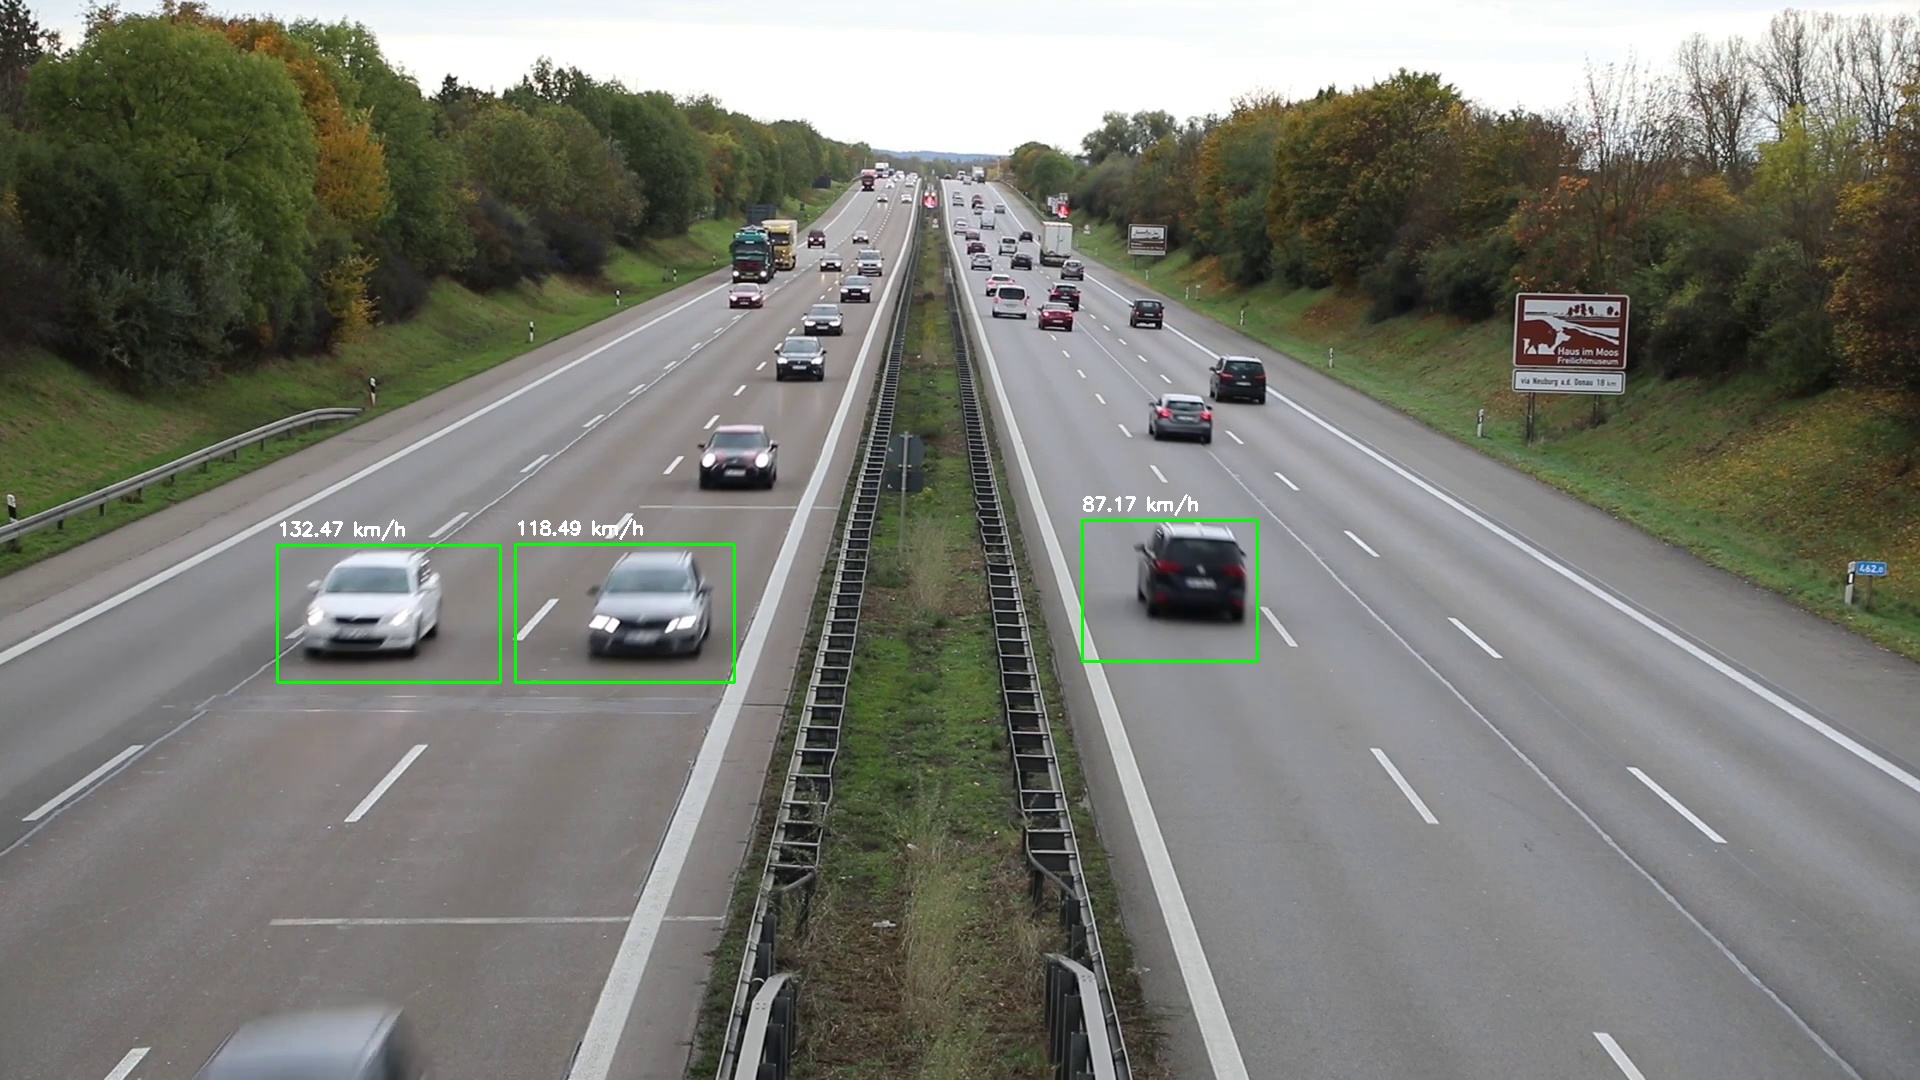 Haus im Moos
Freilichtmuseum
via Neuburg a.d. Donau 18 km
87.17 km/h
132.47 km/h
118.49 km/h
462,0